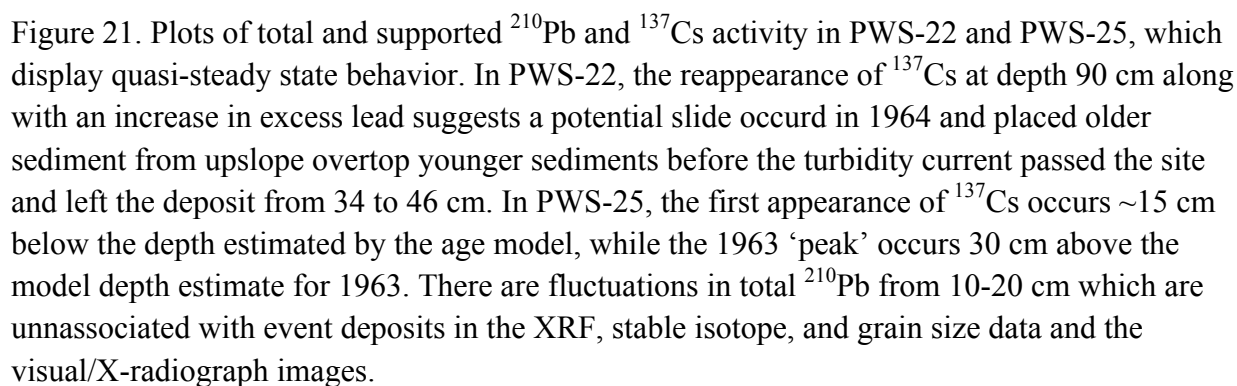 Figure 21. Plots of total and supported ²¹⁰Pb and ¹³⁷Cs activity in PWS-22 and PWS-25, which
display quasi-steady state behavior. In PWS-22, the reappearance of ¹³⁷Cs at depth 90 cm along
with an increase in excess lead suggests a potential slide occurd in 1964 and placed older
sediment from upslope overtop younger sediments before the turbidity current passed the site
and left the deposit from 34 to 46 cm. In PWS-25, the first appearance of ¹³⁷Cs occurs ~15 cm
below the depth estimated by the age model, while the 1963 ‘peak’ occurs 30 cm above the
model depth estimate for 1963. There are fluctuations in total ²¹⁰Pb from 10-20 cm which are
unnassociated with event deposits in the XRF, stable isotope, and grain size data and the
visual/X-radiograph images.